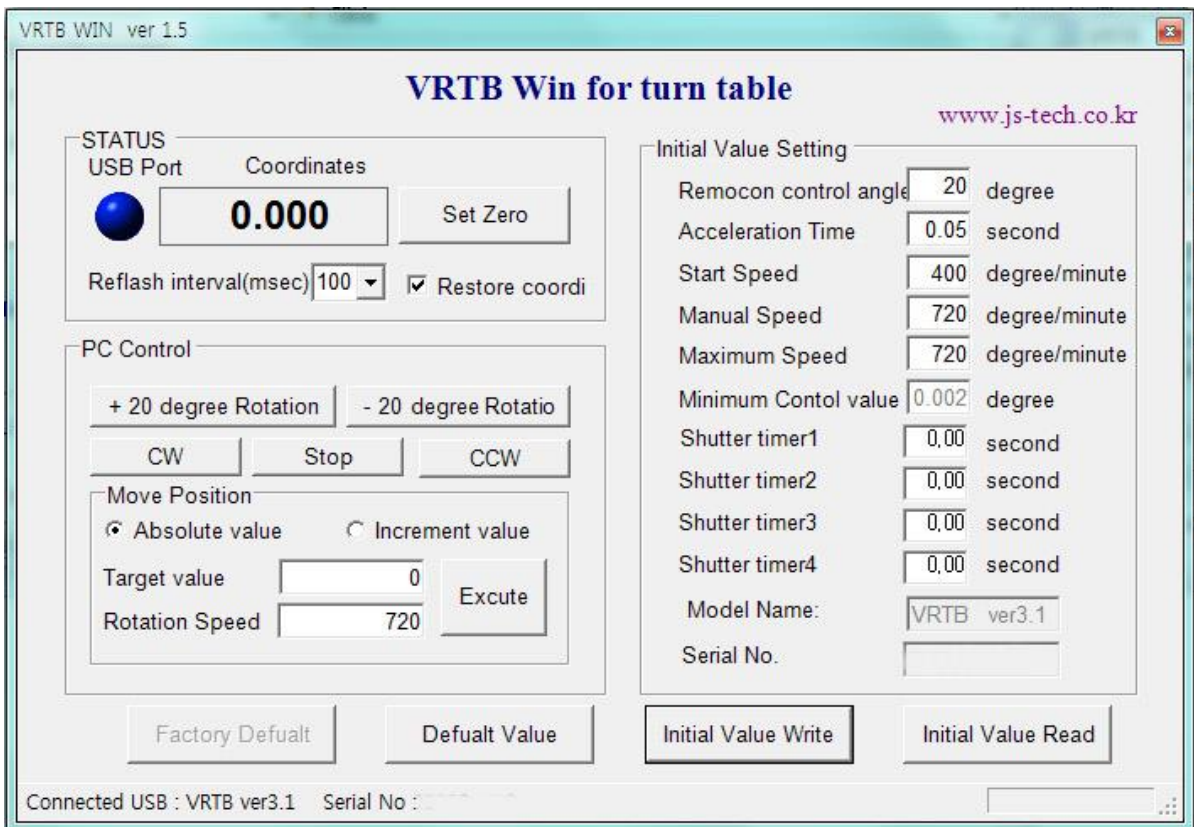 VRTB WIN ver 1.5
VRTB Win for turn table
www.js-tech.co.kr
STATUS
USB Port Coordinates
0.000 Set Zero
Reflash interval(msec) 100 Restore coordi
PC Control
+ 20 degree Rotation - 20 degree Rotatio
CW Stop CCW
Move Position
Absolute value Increment value
Target value 0
Excute
Rotation Speed 720
Initial Value Setting
Remocon control angle 20 degree
Acceleration Time 0.05 second
Start Speed 400 degree/minute
Manual Speed 720 degree/minute
Maximum Speed 720 degree/minute
Minimum Contol value 0.002 degree
Shutter timer1 0,00 second
Shutter timer2 0,00 second
Shutter timer3 0,00 second
Shutter timer4 0,00 second
Model Name: VRTB ver3.1
Serial No.
Factory Defualt Defualt Value Initial Value Write Initial Value Read
Connected USB : VRTB ver3.1 Serial No :